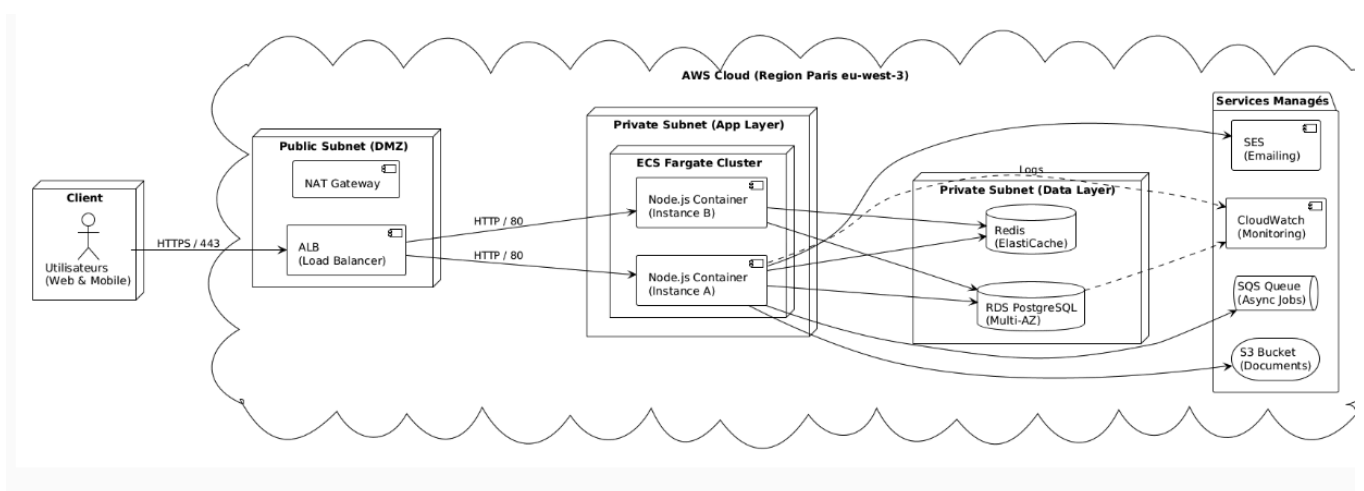 AWS Cloud (Region Paris eu-west-3)
Client
Utilisateurs
(Web & Mobile)
HTTPS / 443
Public Subnet (DMZ)
NAT Gateway
ALB
(Load Balancer)
HTTP / 80
HTTP / 80
Private Subnet (App Layer)
ECS Fargate Cluster
Node.js Container
(Instance B)
Node.js Container
(Instance A)
Logs
Private Subnet (Data Layer)
Redis
(ElastiCache)
RDS PostgreSQL
(Multi-AZ)
Services Managés
SES
(Emailing)
CloudWatch
(Monitoring)
SQS Queue
(Async Jobs)
S3 Bucket
(Documents)